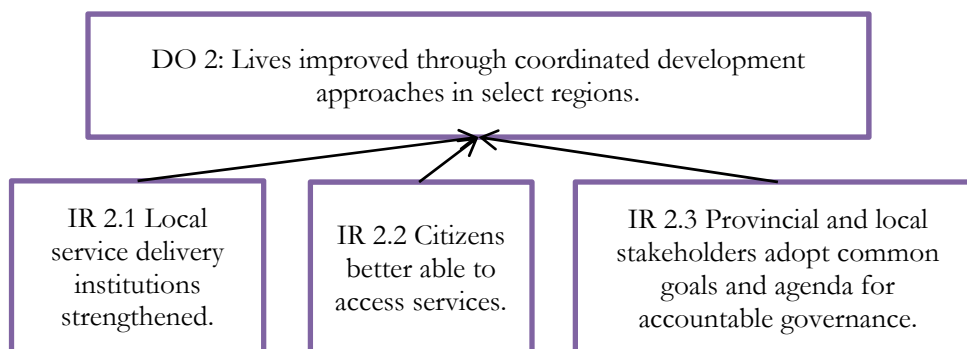 DO 2: Lives improved through coordinated development
approaches in select regions.
IR 2.1 Local
service delivery
institutions
strengthened.
IR 2.2 Citizens
better able to
access services.
IR 2.3 Provincial and local
stakeholders adopt common
goals and agenda for
accountable governance.